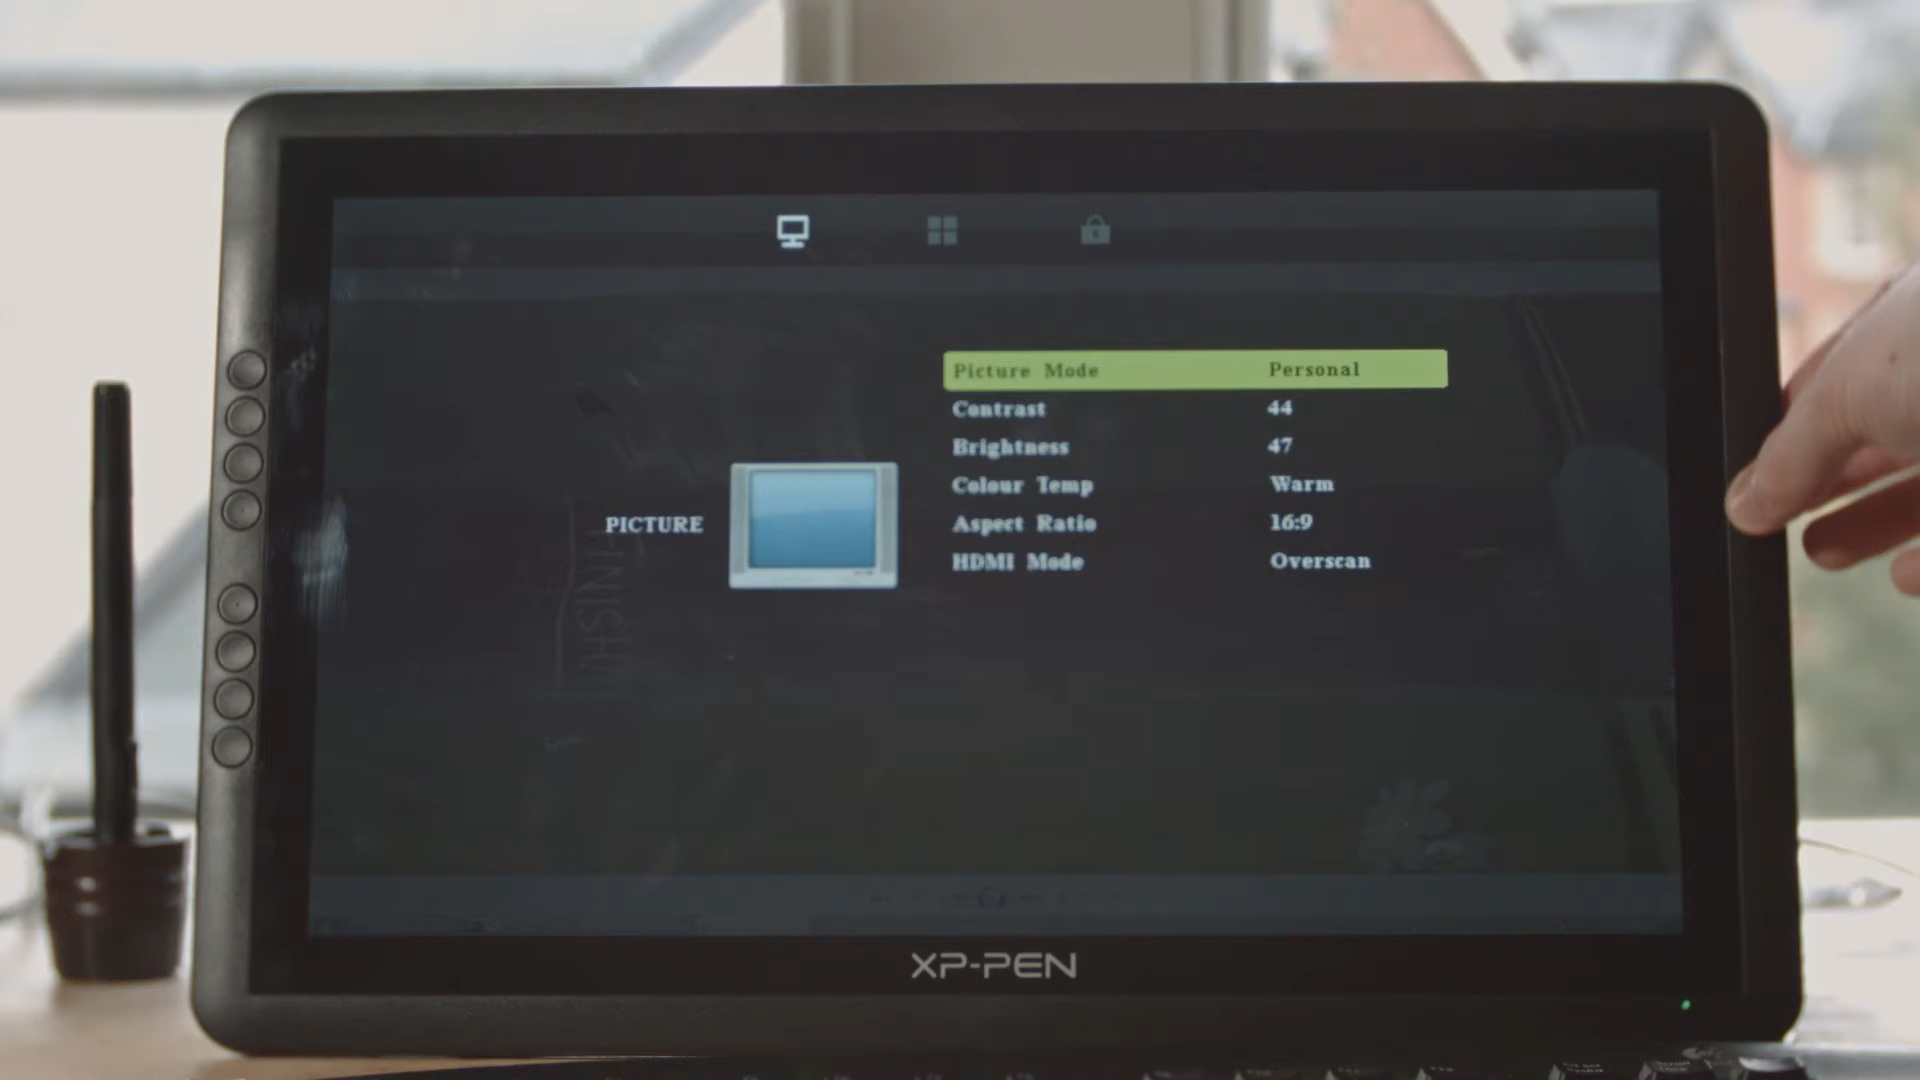 Picture Mode Personal
Contrast 44
Brightness 47
Colour Temp Warm
PICTURE
Aspect Ratio 16:9
HDMI Mode Overscan
XP-PEN